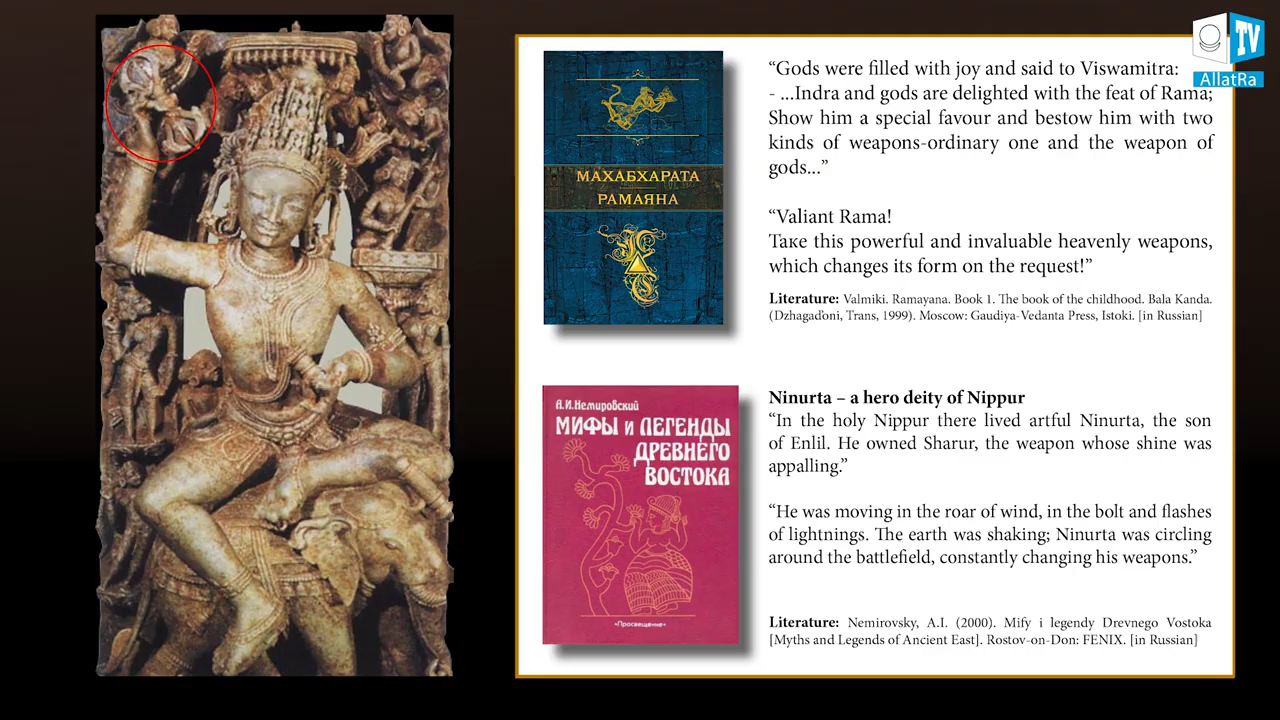 TV
AllatRa
“Gods were filled with joy and said to Viswamitra:
- ...Indra and gods are delighted with the feat of Rama;
Show him a special favour and bestow him with two
kinds of weapons-ordinary one and the weapon of
gods...”
“Valiant Rama!
Take this powerful and invaluable heavenly weapons,
which changes its form on the request!”
Literature: Valmiki. Ramayana. Book 1. The book of the childhood. Bala Kanda.
(Dzhagad'oni, Trans, 1999). Moscow: Gaudiya-Vedanta Press, Istoki. [in Russian]
МАХАБХАРАТА
РАМАЯНА
А.И.Немировский
МИФЫ И ЛЕГЕНДЫ
ДРЕВНЕГО
ВОСТОКА
«Просвещение»
Ninurta – a hero deity of Nippur
“In the holy Nippur there lived artful Ninurta, the son
of Enlil. He owned Sharur, the weapon whose shine was
appalling.”
“He was moving in the roar of wind, in the bolt and flashes
of lightnings. The earth was shaking; Ninurta was circling
around the battlefield, constantly changing his weapons.”
Literature: Nemirovsky, A.I. (2000). Mify i legendy Drevnego Vostoka
[Myths and Legends of Ancient East]. Rostov-on-Don: FENIX. [in Russian]